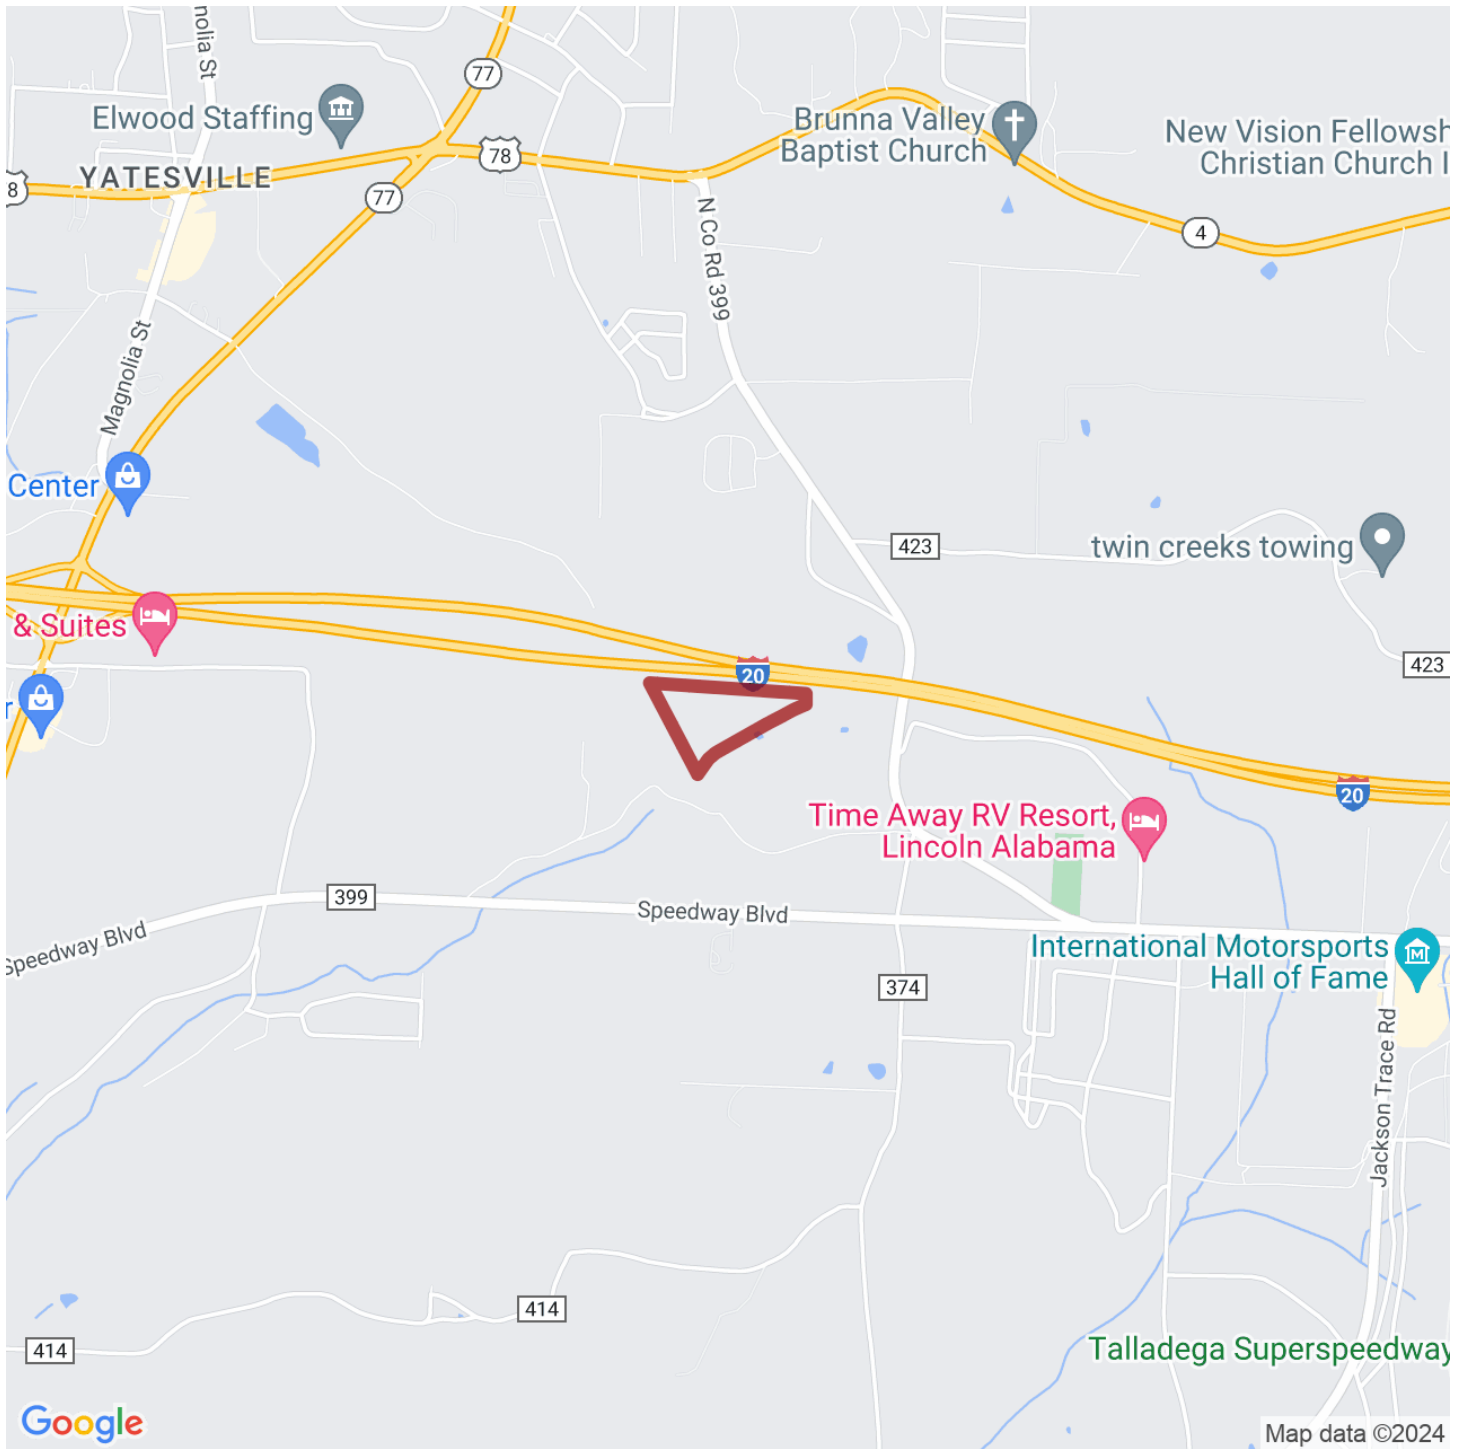 nolia St
77
Elwood Staffing
Brunna Valley
Baptist Church
New Vision Fellowsh
Christian Church I
78
8
YATESVILLE
77
N Co Rd 399
4
Magnolia St
Center
423
twin creeks towing
& Suites
423
20
r
20
Time Away RV Resort,
Lincoln Alabama
399
Speedway Blvd
Speedway Blvd
International Motorsports
Hall of Fame
M
374
Jackson Trace Rd
414
414
Talladega Superspeedway
Google
Map data ©2024